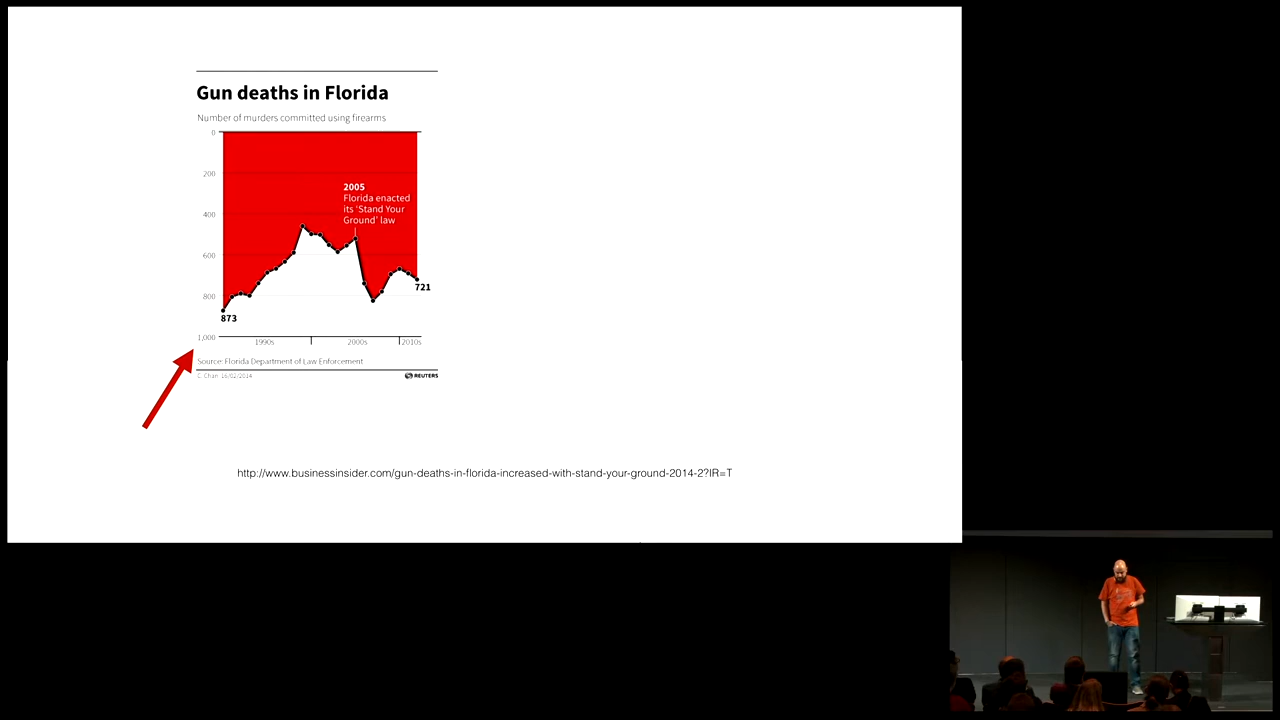 Gun deaths in Florida
Number of murders committed using firearms
0
200
400
600
800
1,000
2005
Florida enacted
its 'Stand Your
Ground' law
873
721
1990s
2000s
2010s
Source: Florida Department of Law Enforcement
C. Chan 16/02/2014
REUTERS
http://www.businessinsider.com/gun-deaths-in-florida-increased-with-stand-your-ground-2014-2?IR=T